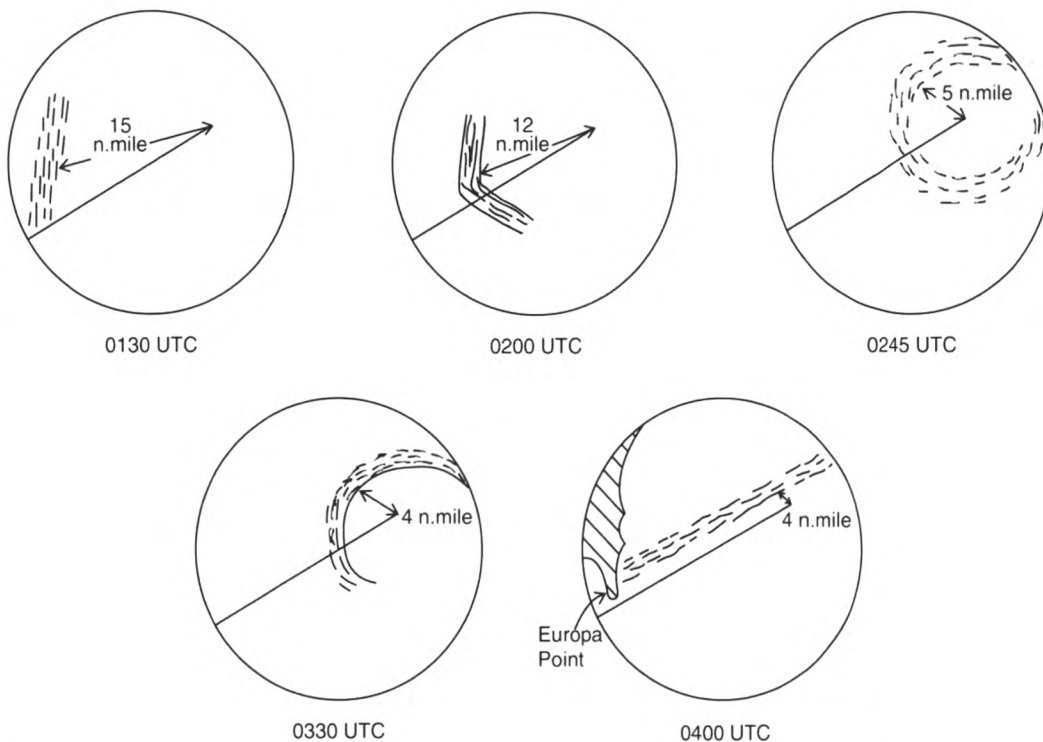 15
n.mile
12
n.mile
5 n.mile
0130 UTC
0200 UTC
0245 UTC
4 n.mile
4 n.mile
Europa
Point
0330 UTC
0400 UTC